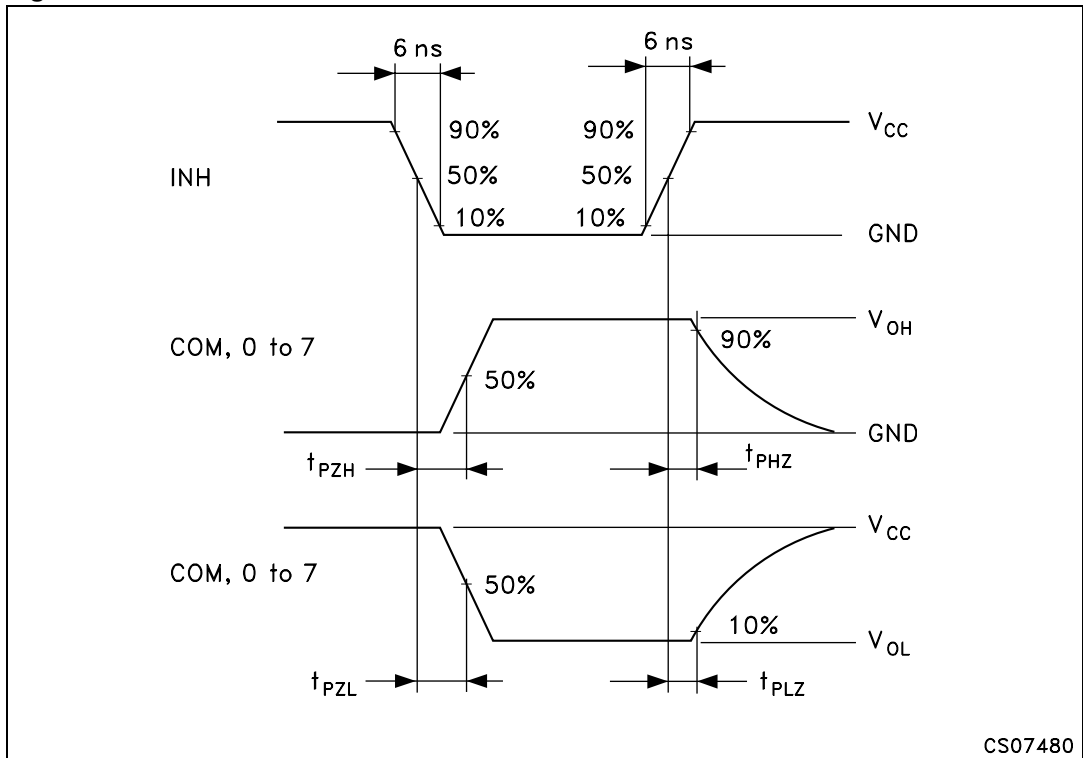 6 ns 6 ns
90% 90% V_CC
INH 50% 50%
10% 10% GND
V_OH
COM, 0 to 7 90%
50%
GND
t_PZH t_PHZ
V_CC
COM, 0 to 7 50%
10%
V_OL
t_PZL t_PLZ
CS07480